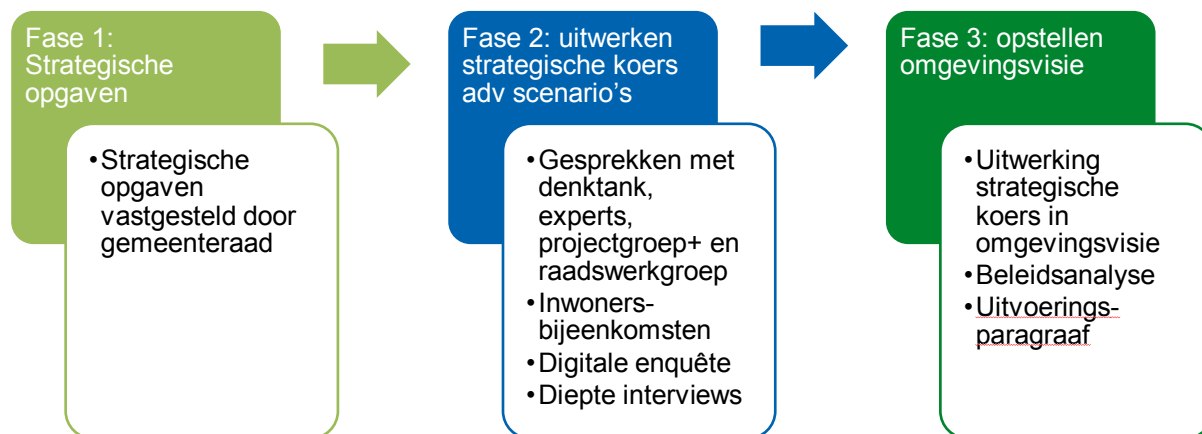 Fase 1:
Strategische
opgaven
•Strategische
opgaven
vastgesteld door
gemeenteraad
Fase 2: uitwerken
strategische koers
adv scenario's
•Gesprekken met
denktank,
experts,
projectgroep+ en
raadswerkgroep
•Inwoners-
bijeenkomsten
•Digitale enquête
•Diepte interviews
Fase 3: opstellen
omgevingsvisie
•Uitwerking
strategische
koers in
omgevingsvisie
•Beleidsanalyse
•Uitvoerings-
paragraaf